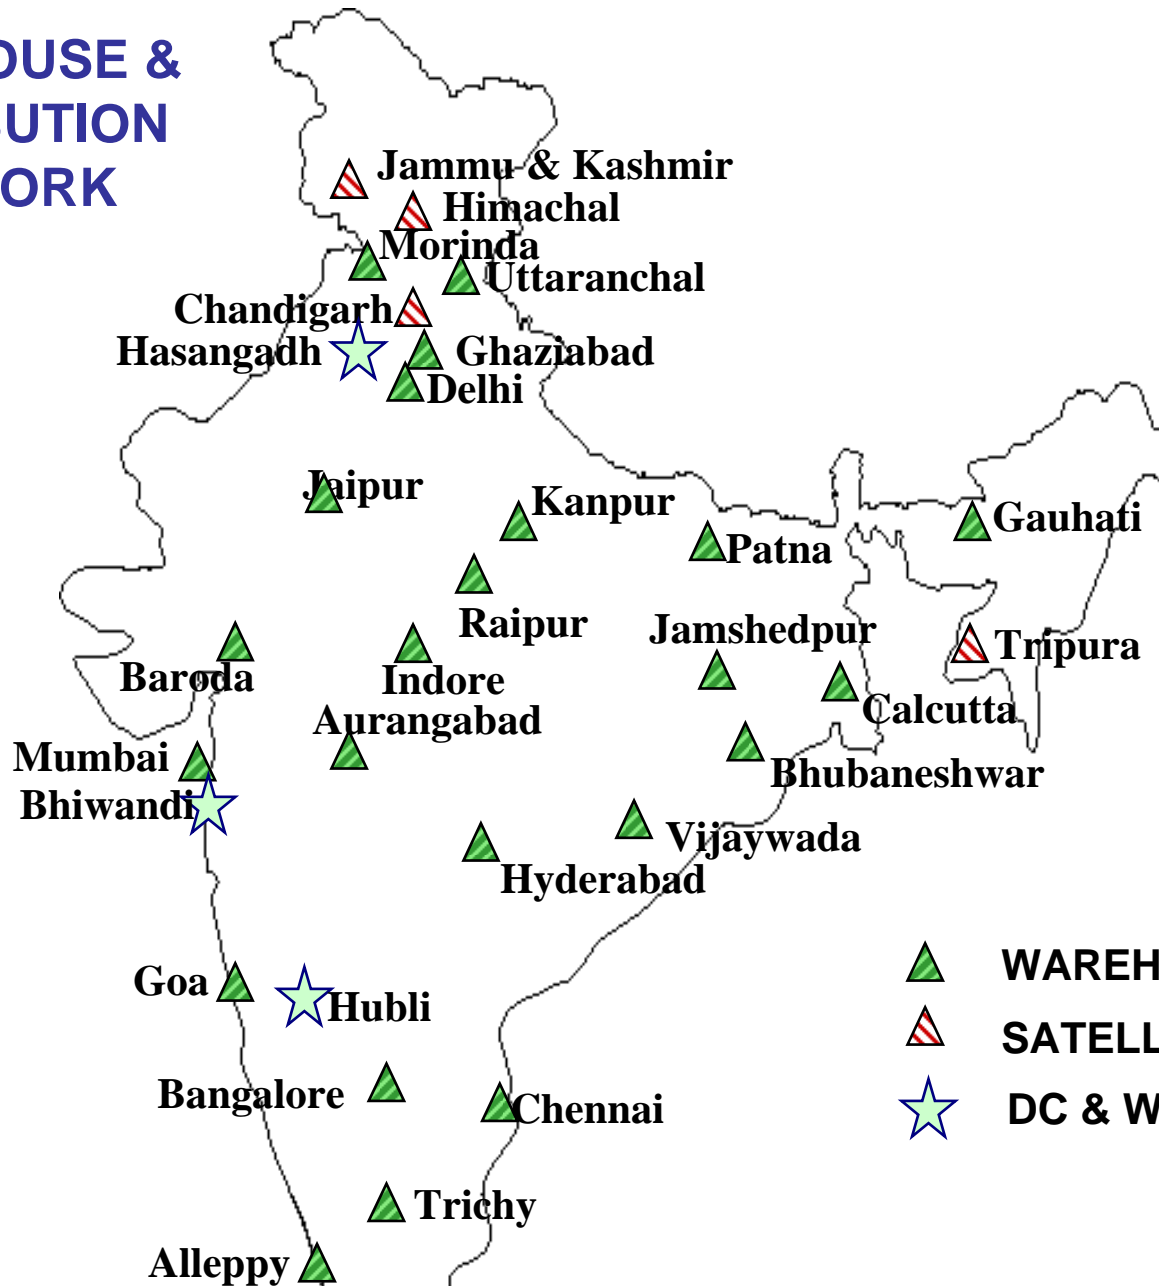 OUSE &
BUTION
ORK
Jammu & Kashmir
Himachal
Morinda
Uttaranchal
Chandigarh
Hasangadh
Ghaziabad
Delhi
Jaipur
Kanpur
Gauhati
Patna
Raipur
Jamshedpur
Tripura
Baroda
Indore
Calcutta
Aurangabad
Mumbai
Bhubaneshwar
Bhiwandi
Vijaywada
Hyderabad
WAREH
Goa
Hubli
SATELL
Bangalore
Chennai
DC & W
Trichy
Alleppy